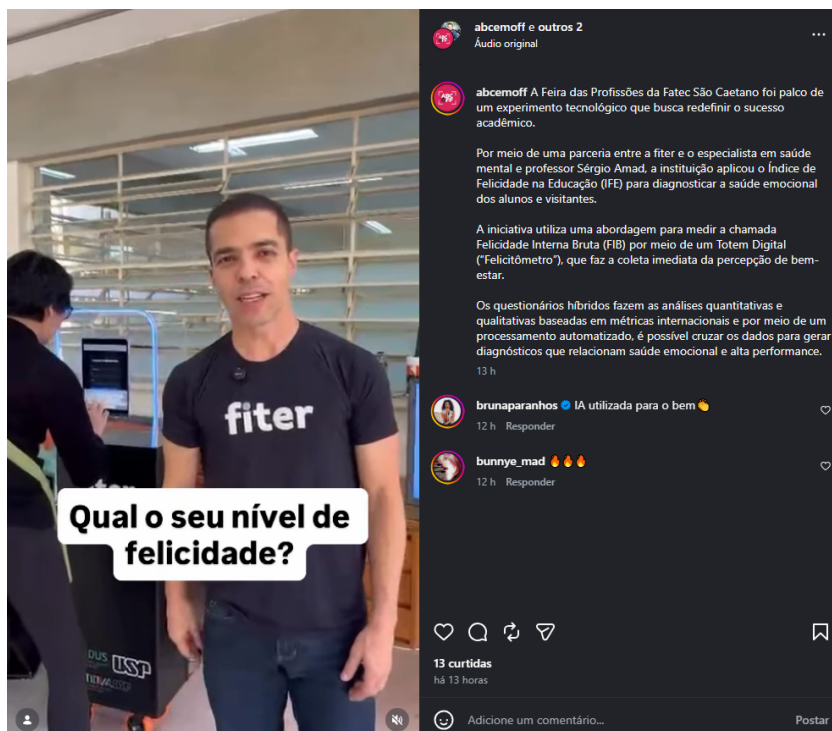 fiter
Qual o seu nível de
felicidade?
USP
abcemoff e outros 2
Áudio original
abcemoff A Feira das Profissões da Fatec São Caetano foi palco de
um experimento tecnológico que busca redefinir o sucesso
acadêmico.
Por meio de uma parceria entre a fiter e o especialista em saúde
mental e professor Sérgio Amad, a instituição aplicou o Índice de
Felicidade na Educação (IFE) para diagnosticar a saúde emocional
dos alunos e visitantes.
A iniciativa utiliza uma abordagem para medir a chamada
Felicidade Interna Bruta (FIB) por meio de um Totem Digital
("Felicitômetro"), que faz a coleta imediata da percepção de bem-
estar.
Os questionários híbridos fazem as análises quantitativas e
qualitativas baseadas em métricas internacionais e por meio de um
processamento automatizado, é possível cruzar os dados para gerar
diagnósticos que relacionam saúde emocional e alta performance.
13 h
brunaparanhos IA utilizada para o bem 👏
12 h Responder
bunnye_mad 🔥🔥🔥
12 h Responder
13 curtidas
há 13 horas
Adicione um comentário...
Postar